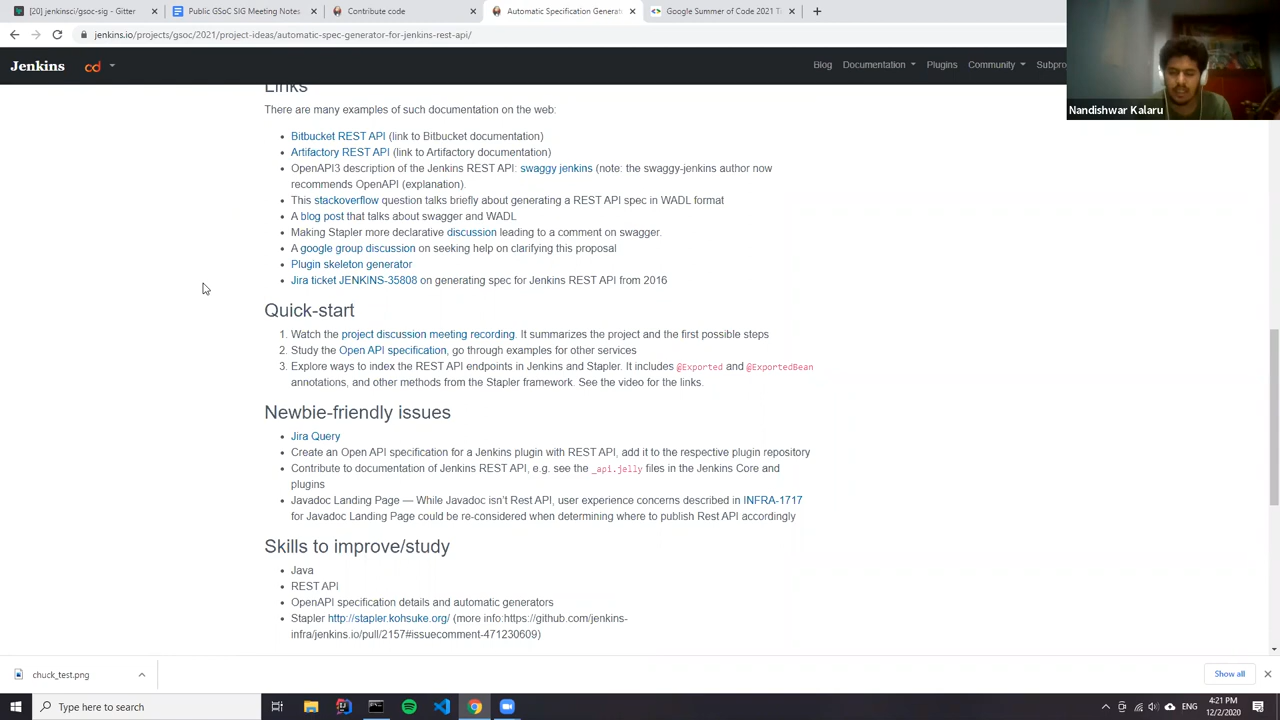 [20] jenkinsci/gsoc-sig - Gitter
Public GSoC SIG Meeting Notes
Contribute code
Automatic Specification Generat
Google Summer of Code 2021 T
jenkins.io/projects/gsoc/2021/project-ideas/automatic-spec-generator-for-jenkins-rest-api/
Jenkins
cd
Blog
Documentation
Plugins
Community
Subpro
Nandishwar Kalaru
Links
There are many examples of such documentation on the web:
• Bitbucket REST API (link to Bitbucket documentation)
• Artifactory REST API (link to Artifactory documentation)
• OpenAPI3 description of the Jenkins REST API: swaggy jenkins (note: the swaggy-jenkins author now
recommends OpenAPI (explanation).
• This stackoverflow question talks briefly about generating a REST API spec in WADL format
• A blog post that talks about swagger and WADL
• Making Stapler more declarative discussion leading to a comment on swagger.
• A google group discussion on seeking help on clarifying this proposal
• Plugin skeleton generator
• Jira ticket JENKINS-35808 on generating spec for Jenkins REST API from 2016
Quick-start
1. Watch the project discussion meeting recording. It summarizes the project and the first possible steps
2. Study the Open API specification, go through examples for other services
3. Explore ways to index the REST API endpoints in Jenkins and Stapler. It includes @Exported and @ExportedBean
annotations, and other methods from the Stapler framework. See the video for the links.
Newbie-friendly issues
• Jira Query
• Create an Open API specification for a Jenkins plugin with REST API, add it to the respective plugin repository
• Contribute to documentation of Jenkins REST API, e.g. see the _api.jelly files in the Jenkins Core and
plugins
• Javadoc Landing Page — While Javadoc isn't Rest API, user experience concerns described in INFRA-1717
for Javadoc Landing Page could be re-considered when determining where to publish Rest API accordingly
Skills to improve/study
• Java
• REST API
• OpenAPI specification details and automatic generators
• Stapler http://stapler.kohsuke.org/ (more info:https://github.com/jenkins-
infra/jenkins.io/pull/2157#issuecomment-471230609)
chuck_test.png
Show all
Type here to search
ENG
4:21 PM
12/2/2020